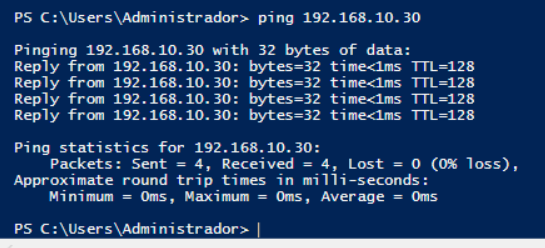 PS C:\Users\Administrador> ping 192.168.10.30
Pinging 192.168.10.30 with 32 bytes of data:
Reply from 192.168.10.30: bytes=32 time<1ms TTL=128
Reply from 192.168.10.30: bytes=32 time<1ms TTL=128
Reply from 192.168.10.30: bytes=32 time<1ms TTL=128
Reply from 192.168.10.30: bytes=32 time<1ms TTL=128
Ping statistics for 192.168.10.30:
    Packets: Sent = 4, Received = 4, Lost = 0 (0% loss),
Approximate round trip times in milli-seconds:
    Minimum = 0ms, Maximum = 0ms, Average = 0ms
PS C:\Users\Administrador>